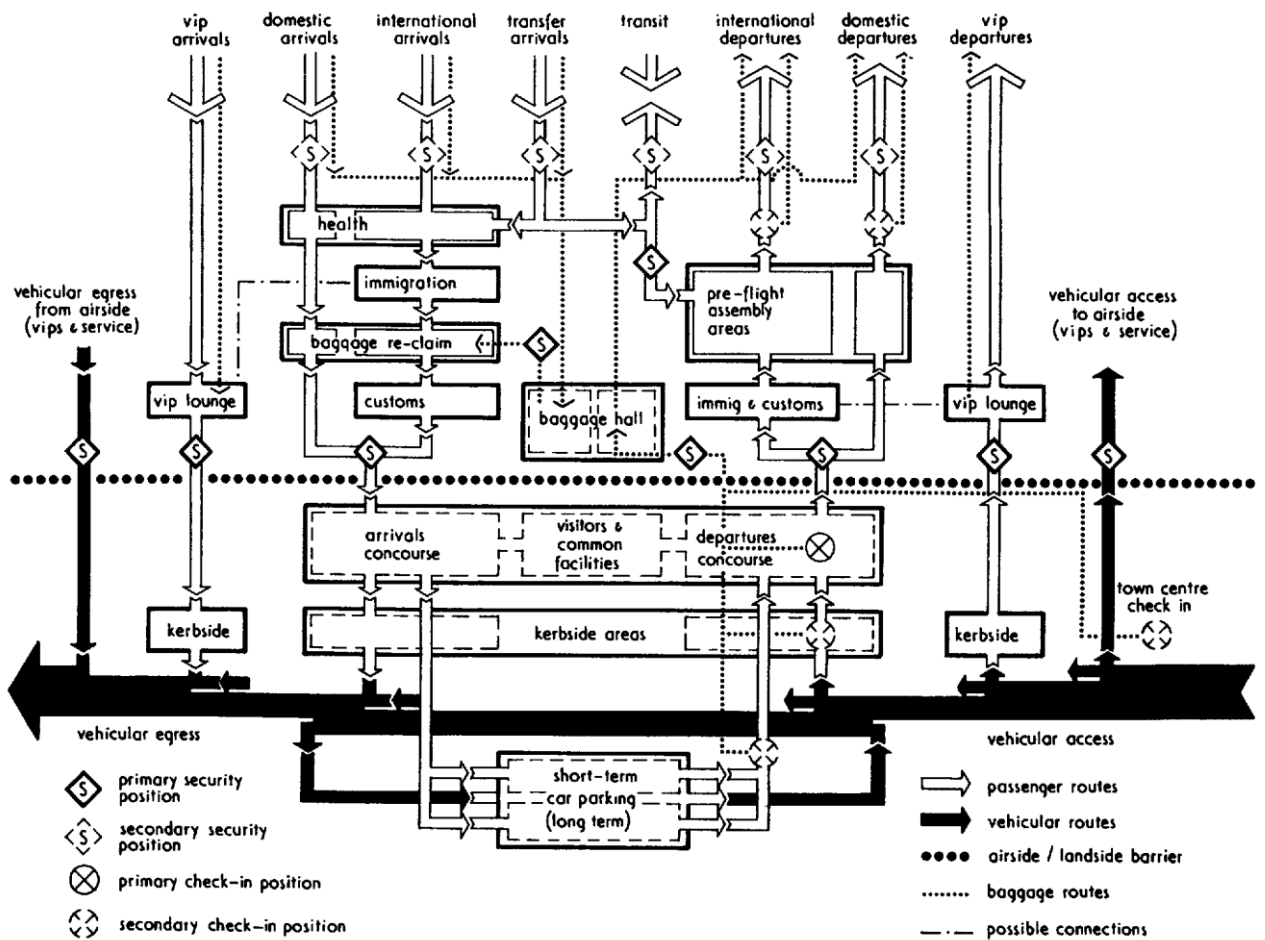 vip
arrivals
domestic
arrivals
international
arrivals
transfer
arrivals
transit
international
departures
domestic
departures
vip
departures
S
S
S
S
S
S
health
S
immigration
pre-flight
assembly
areas
vehicular egress
from airside
(vips & service)
vehicular access
to airside
(vips & service)
baggage re-claim
S
vip lounge
customs
baggage hall
immig & customs
vip lounge
S
S
S
S
S
S
S
arrivals
concourse
visitors &
common
facilities
departures
concourse
town centre
check in
kerbside
kerbside areas
kerbside
vehicular egress
vehicular access
short-term
car parking
(long term)
S
primary security
position
S
secondary security
position
primary check-in position
secondary check-in position
passenger routes
vehicular routes
airside / landside barrier
baggage routes
possible connections